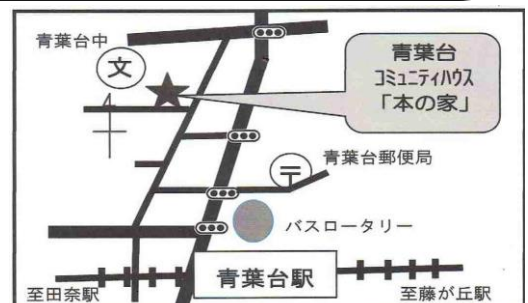 青葉台中
文
青葉台
コミュニティハウス
「本の家」
青葉台郵便局
〒
バスロータリー
青葉台駅
至田奈駅
至藤が丘駅